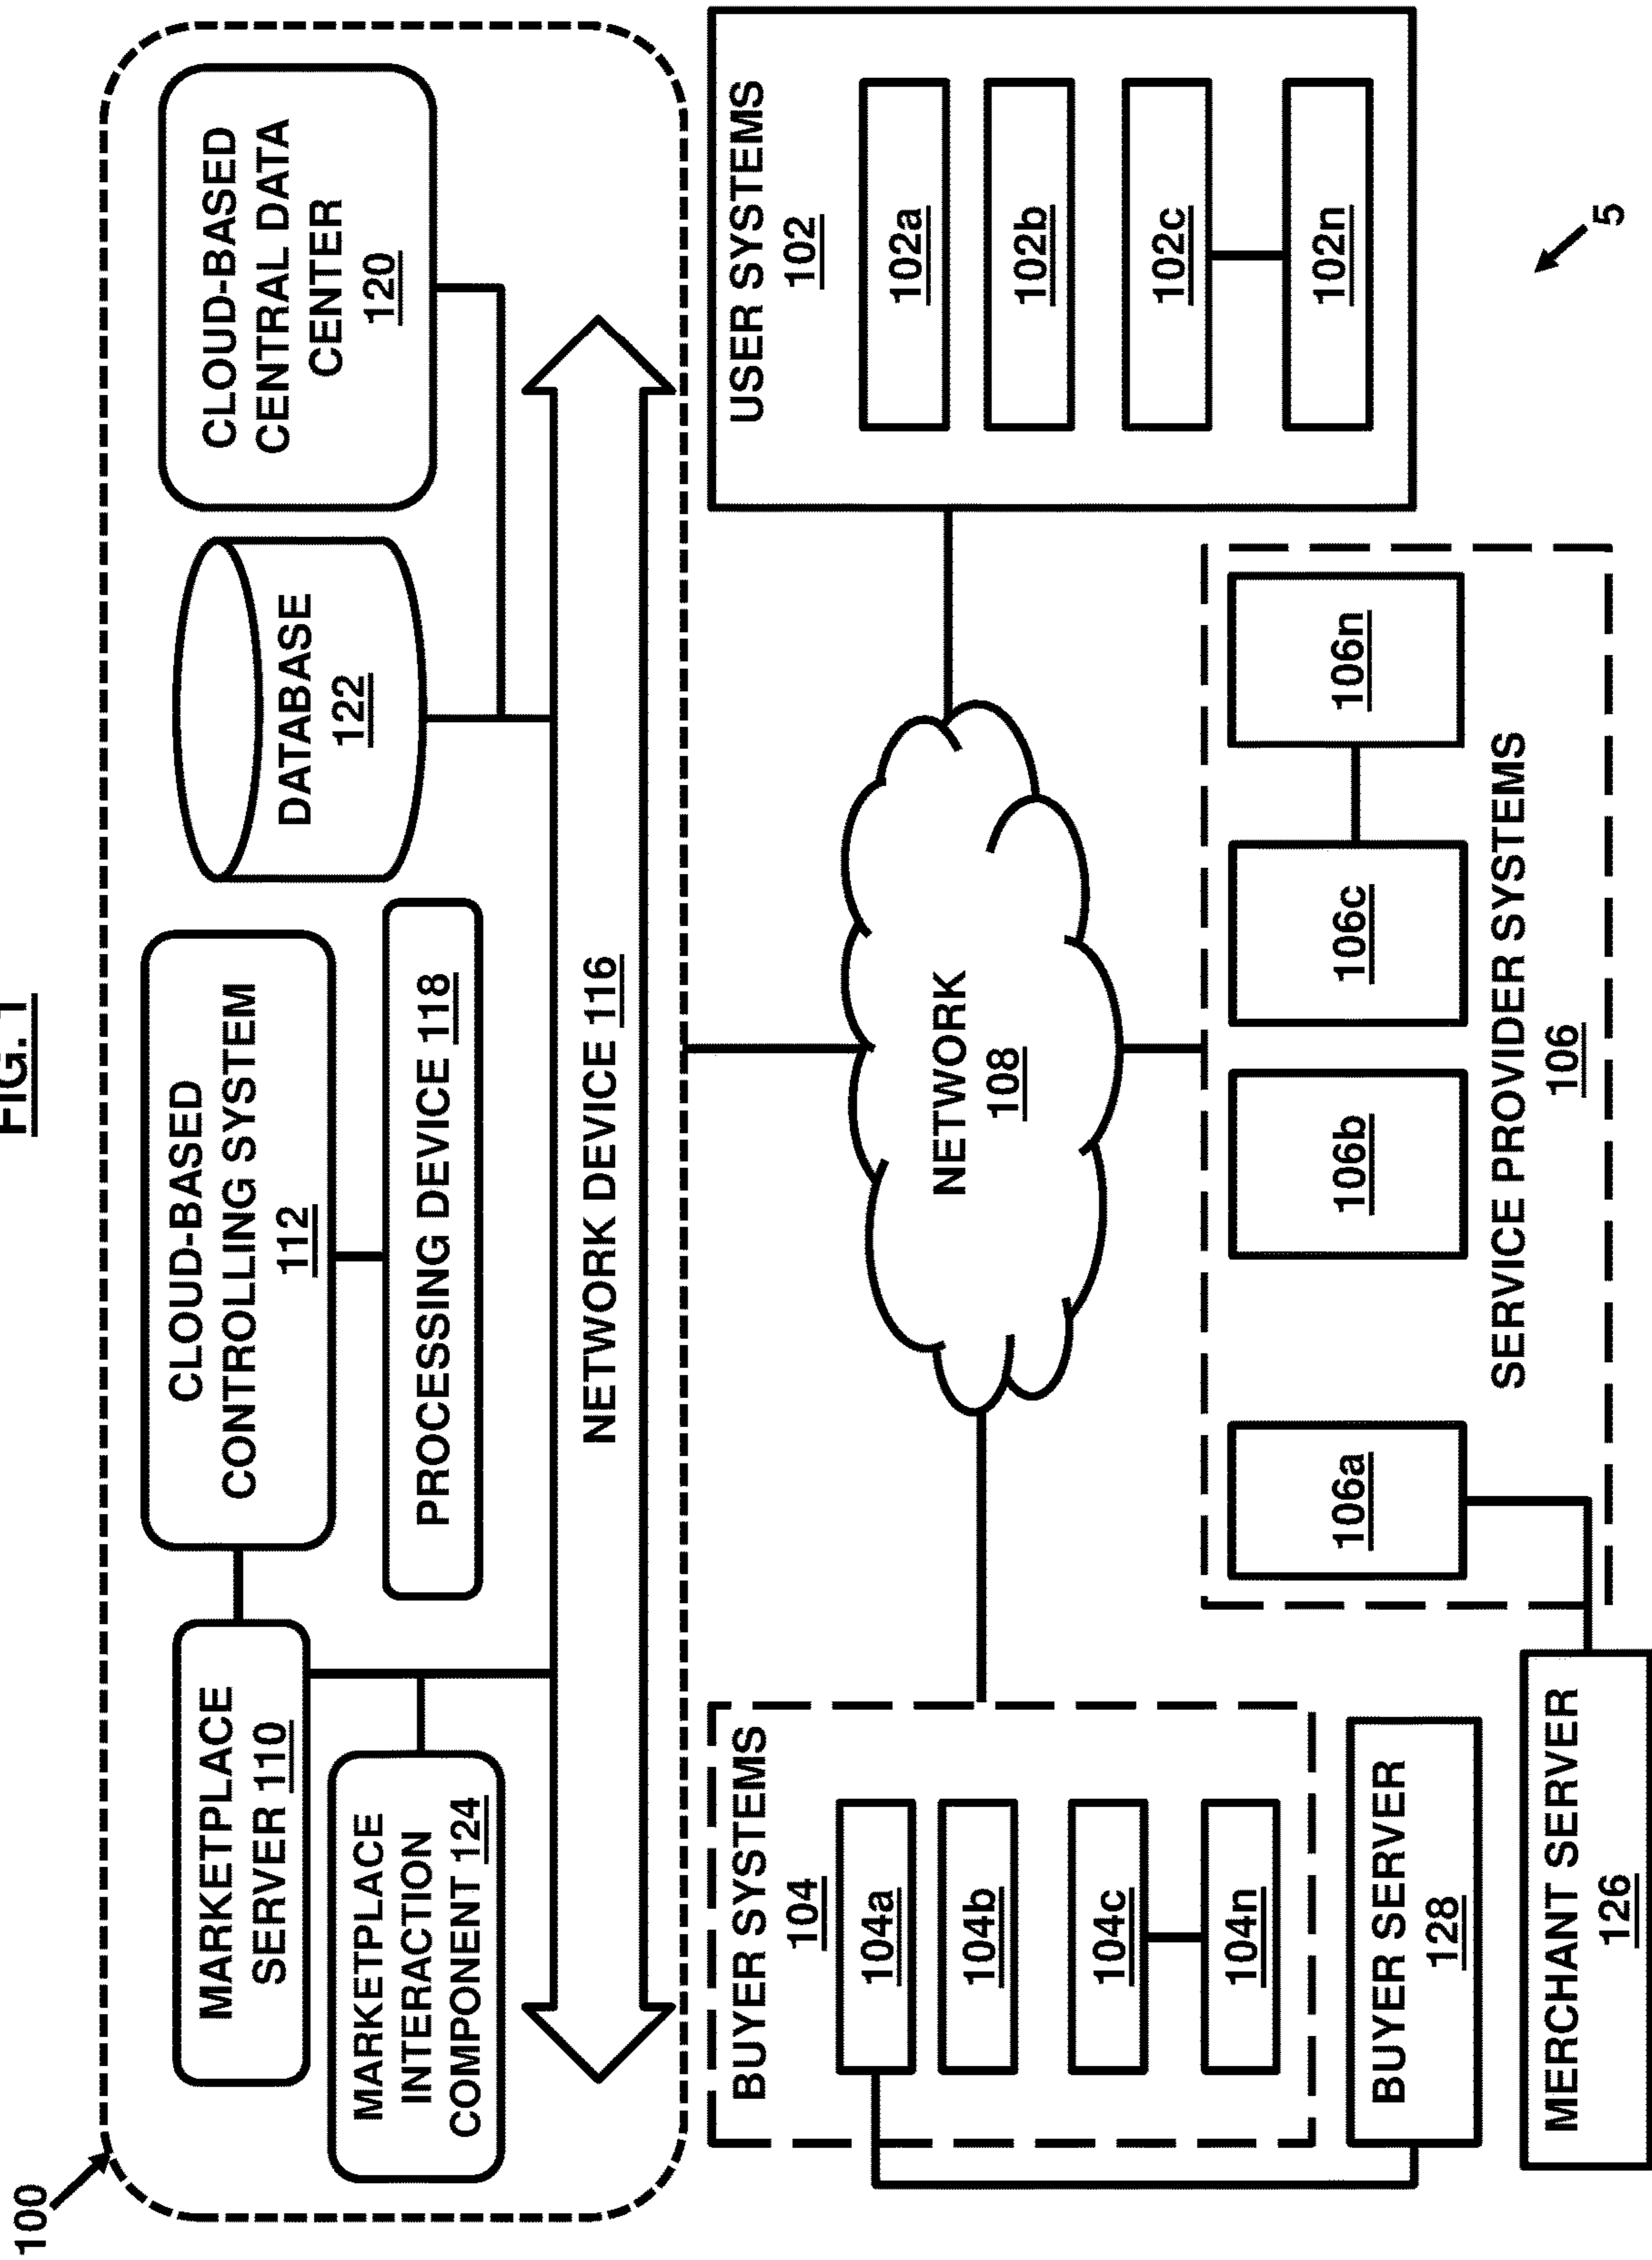 FIG. 1
100
MARKETPLACE
SERVER 110
CLOUD-BASED
CONTROLLING SYSTEM
112
DATABASE
122
CLOUD-BASED
CENTRAL DATA
CENTER
120
MARKETPLACE
INTERACTION
COMPONENT 124
PROCESSING DEVICE 118
NETWORK DEVICE 116
BUYER SYSTEMS
104
104a
104b
104c
104n
BUYER SERVER
128
MERCHANT SERVER
126
NETWORK
108
USER SYSTEMS
102
102a
102b
102c
102n
106a
106b
106c
106n
SERVICE PROVIDER SYSTEMS
106
5